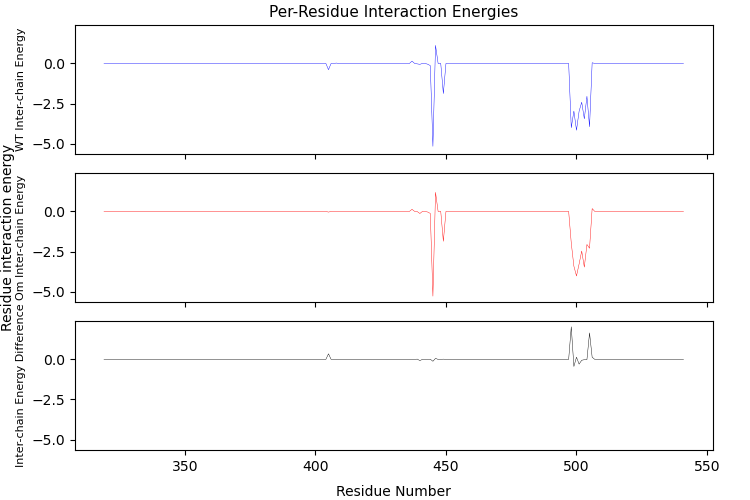 Per-Residue Interaction Energies
Residue interaction energy
WT Inter-chain Energy
0.0
−2.5
−5.0
Om Inter-chain Energy
0.0
−2.5
−5.0
Inter-chain Energy Difference
0.0
−2.5
−5.0
350
400
450
500
550
Residue Number